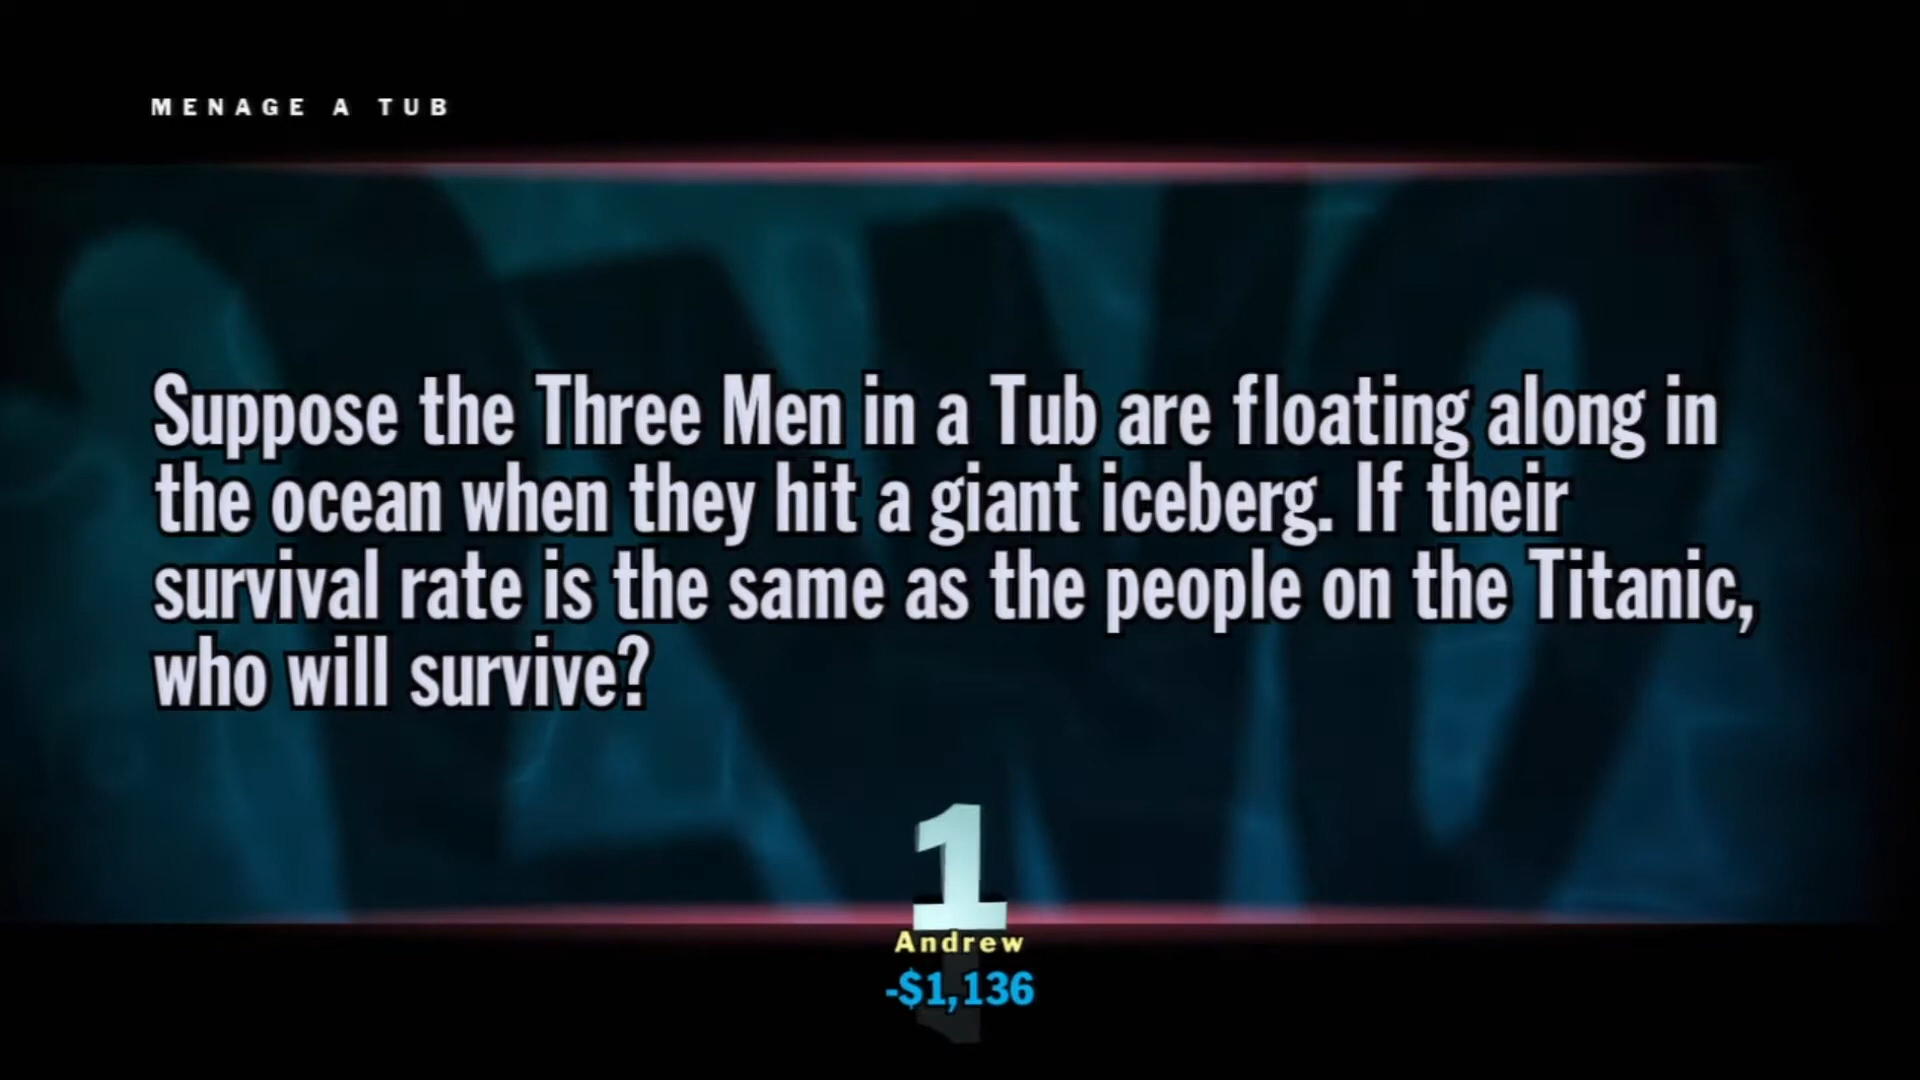 MENAGE A TUB
Suppose the Three Men in a Tub are floating along in
the ocean when they hit a giant iceberg. If their
survival rate is the same as the people on the Titanic,
who will survive?
1
Andrew
-$1,136